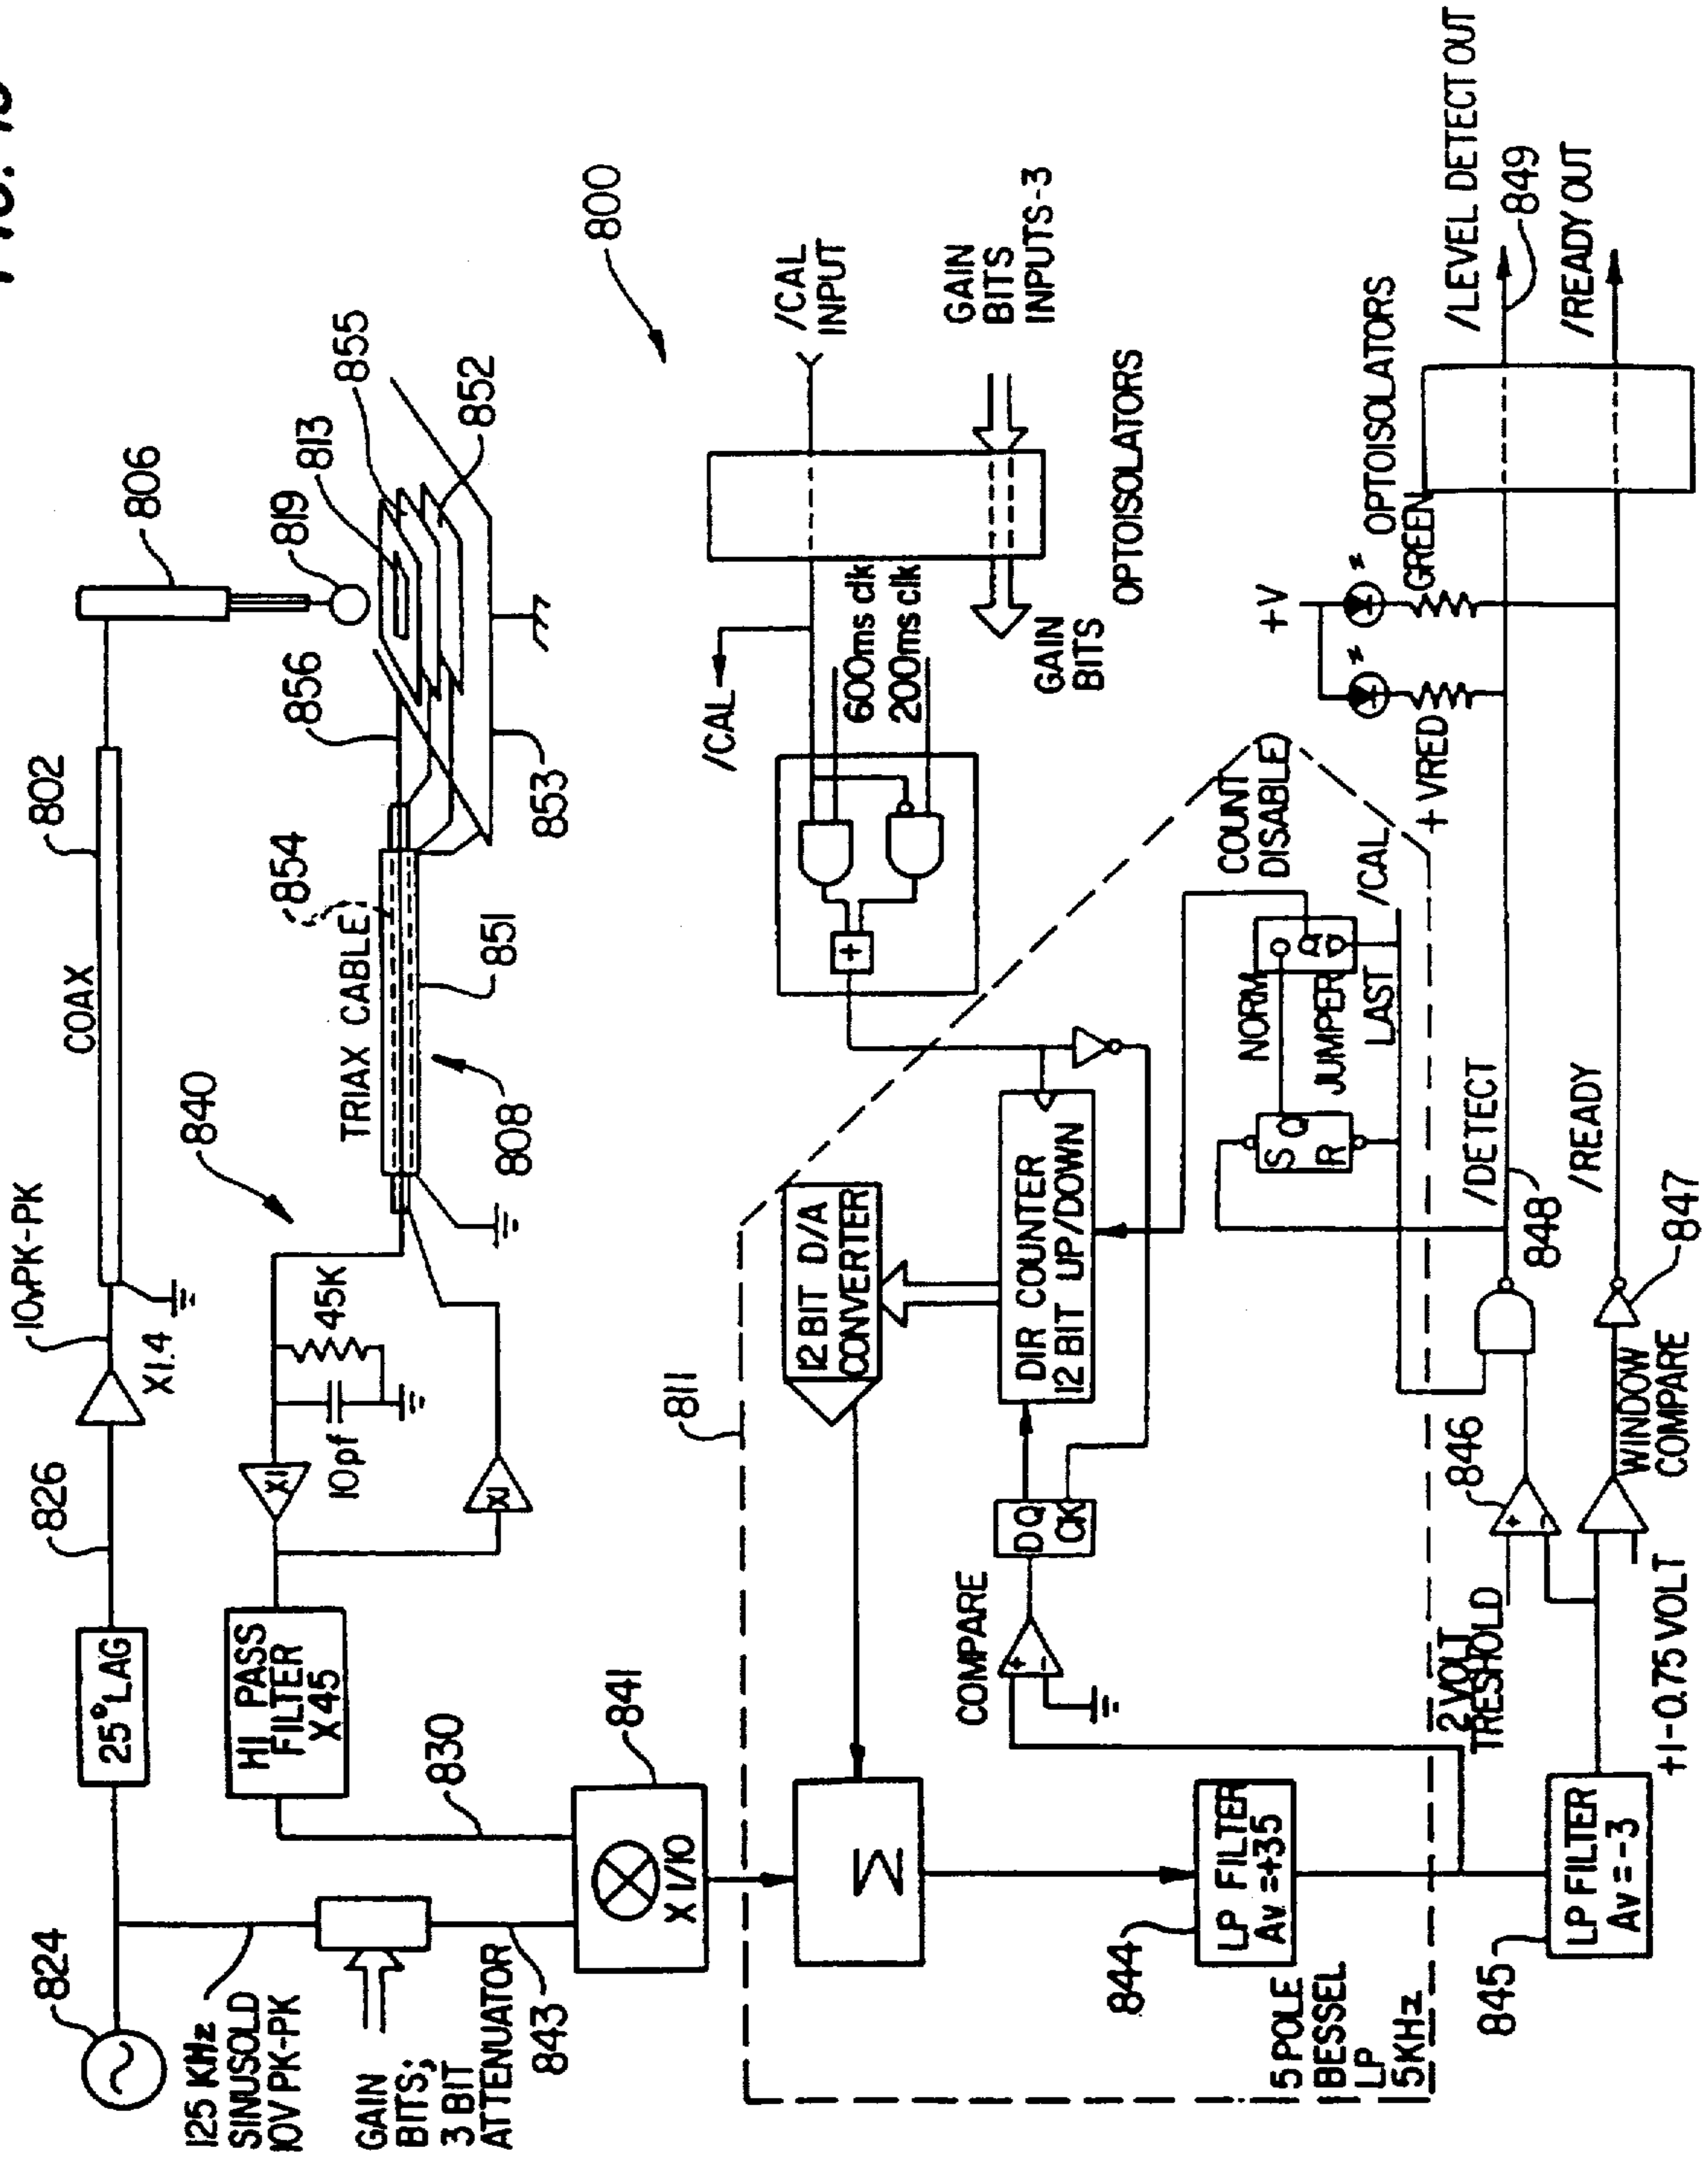 824
125 KHz
SINUSOLD
10V PK-PK
25° LAG
826
X1.4
10vPK-PK
COAX
802
806
819
813
855
852
GAIN
BITS;
3 BIT
ATTENUATOR
843
HI PASS
FILTER
X45
830
X1
X1
10pf
45K
840
TRIAX CABLE
854
851
808
856
853
841
X 1/10
800
/CAL
/CAL
INPUT
600ms clk
200ms clk
+
GAIN
BITS
GAIN
BITS
INPUTS-3
OPTOISOLATORS
811
12 BIT D/A
CONVERTER
DIR COUNTER
12 BIT UP/DOWN
Σ
COMPARE
+
-
D Q
CK
COUNT
DISABLE
NORM
JUMPER
LAST
/CAL
S
Q
R
844
LP FILTER
Av =+35
5 POLE
BESSEL
LP
5KHz
845
LP FILTER
Av = -3
2 VOLT
TRESHOLD
+
-
846
+1-0.75 VOLT
WINDOW
COMPARE
847
848
/DETECT
/READY
+V
+ VRED
GREEN
OPTOISOLATORS
/LEVEL DETECT OUT
849
/READY OUT